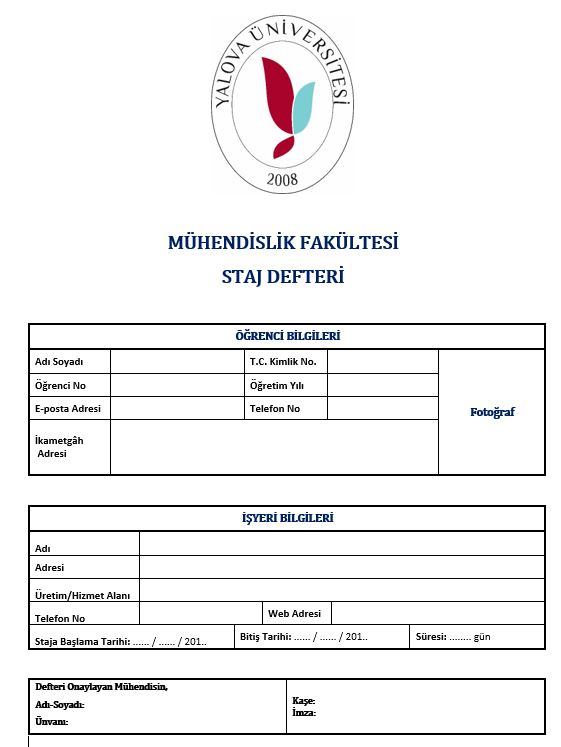 YALOVA ÜNİVERSİTESİ
2008
MÜHENDİSLİK FAKÜLTESİ
STAJ DEFTERİ
ÖĞRENCİ BİLGİLERİ
Adı Soyadı
T.C. Kimlik No.
Öğrenci No
Öğretim Yılı
E-posta Adresi
Telefon No
Fotoğraf
İkametgâh
Adresi
İŞYERİ BİLGİLERİ
Adı
Adresi
Üretim/Hizmet Alanı
Telefon No
Web Adresi
Staja Başlama Tarihi: ...... / ...... / 201..
Bitiş Tarihi: ...... / ...... / 201..
Süresi: ........ gün
Defteri Onaylayan Mühendisin,
Adı-Soyadı:
Ünvanı:
Kaşe:
İmza: